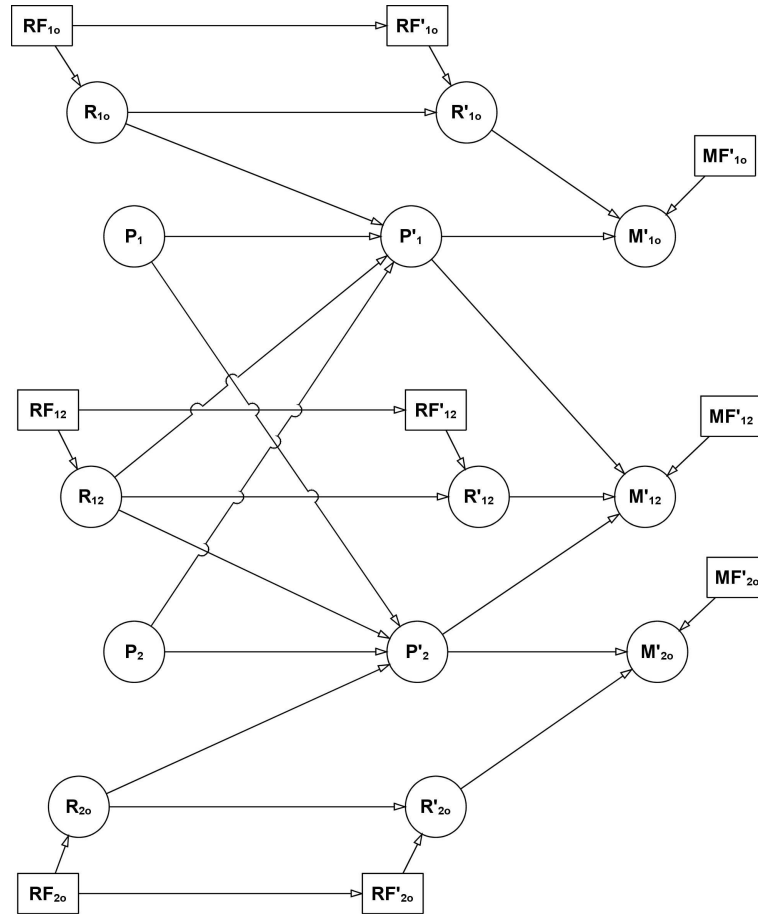 RF₁ₒ
RF'₁ₒ
R₁ₒ
R'₁ₒ
MF'₁ₒ
P₁
P'₁
M'₁ₒ
RF₁₂
RF'₁₂
MF'₁₂
R₁₂
R'₁₂
M'₁₂
MF'₂ₒ
P₂
P'₂
M'₂ₒ
R₂ₒ
R'₂ₒ
RF₂ₒ
RF'₂ₒ